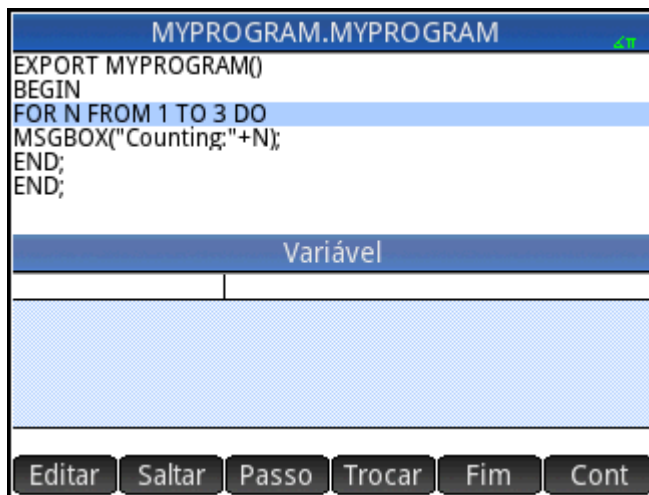 MYPROGRAM.MYPROGRAM
∠π
EXPORT MYPROGRAM()
BEGIN
FOR N FROM 1 TO 3 DO
MSGBOX("Counting:"+N);
END;
END;
Variável
Editar Saltar Passo Trocar Fim Cont